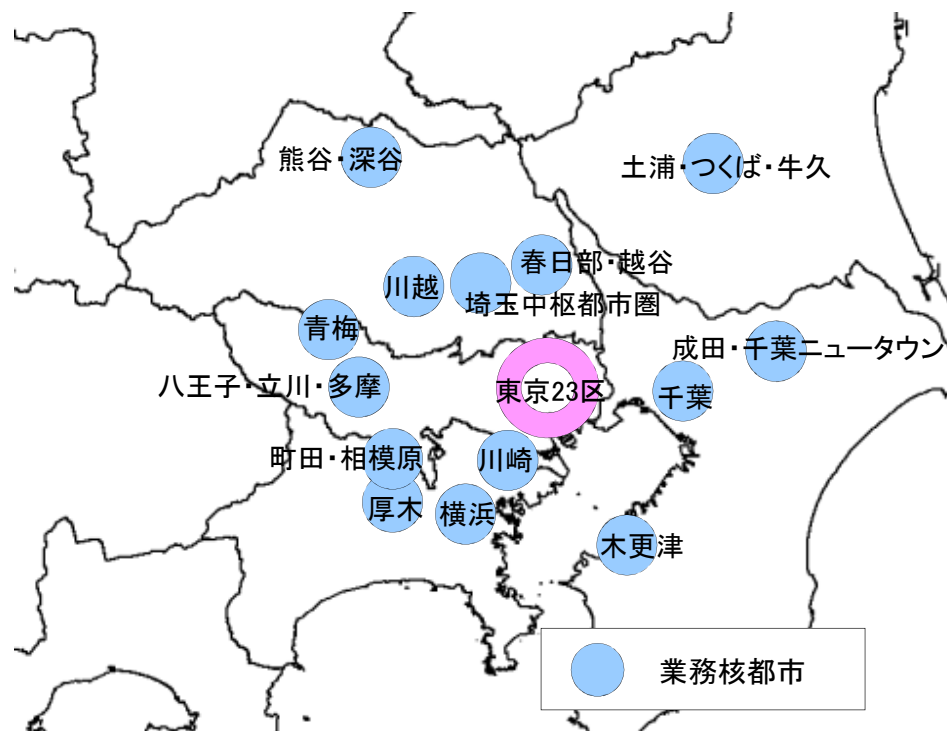 熊谷・深谷
土浦・つくば・牛久
春日部・越谷
川越
埼玉中枢都市圏
青梅
成田・千葉ニュータウン
八王子・立川・多摩
東京23区
千葉
町田・相模原
川崎
厚木
横浜
木更津
業務核都市